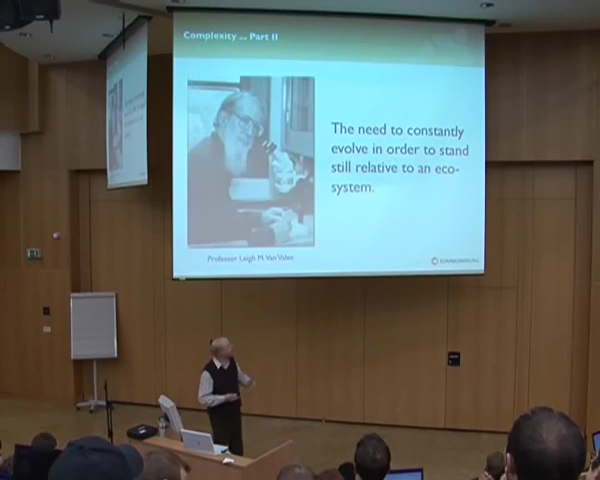 Complexity ... Part II
The need to constantly
evolve in order to stand
still relative to an eco-
system.
Professor Leigh M. Van Valen
CANONICAL